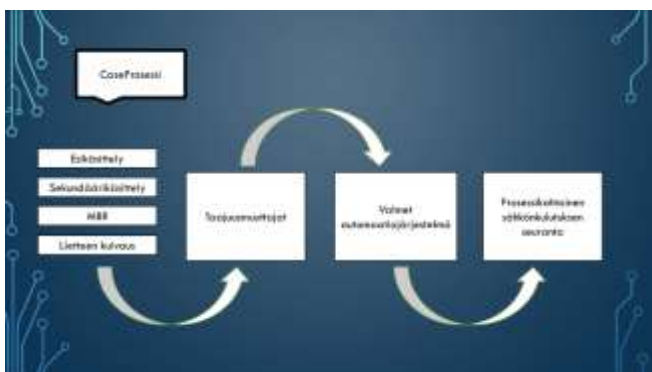 CaseProsessi
Esikäsittely
Sekundäärikäsittely
MBR
Lietteen kuivaus
Taajuusmuuttajat
Valmet
automaatiojärjestelmä
Prosessikohtainen
sähkönkulutuksen
seuranta